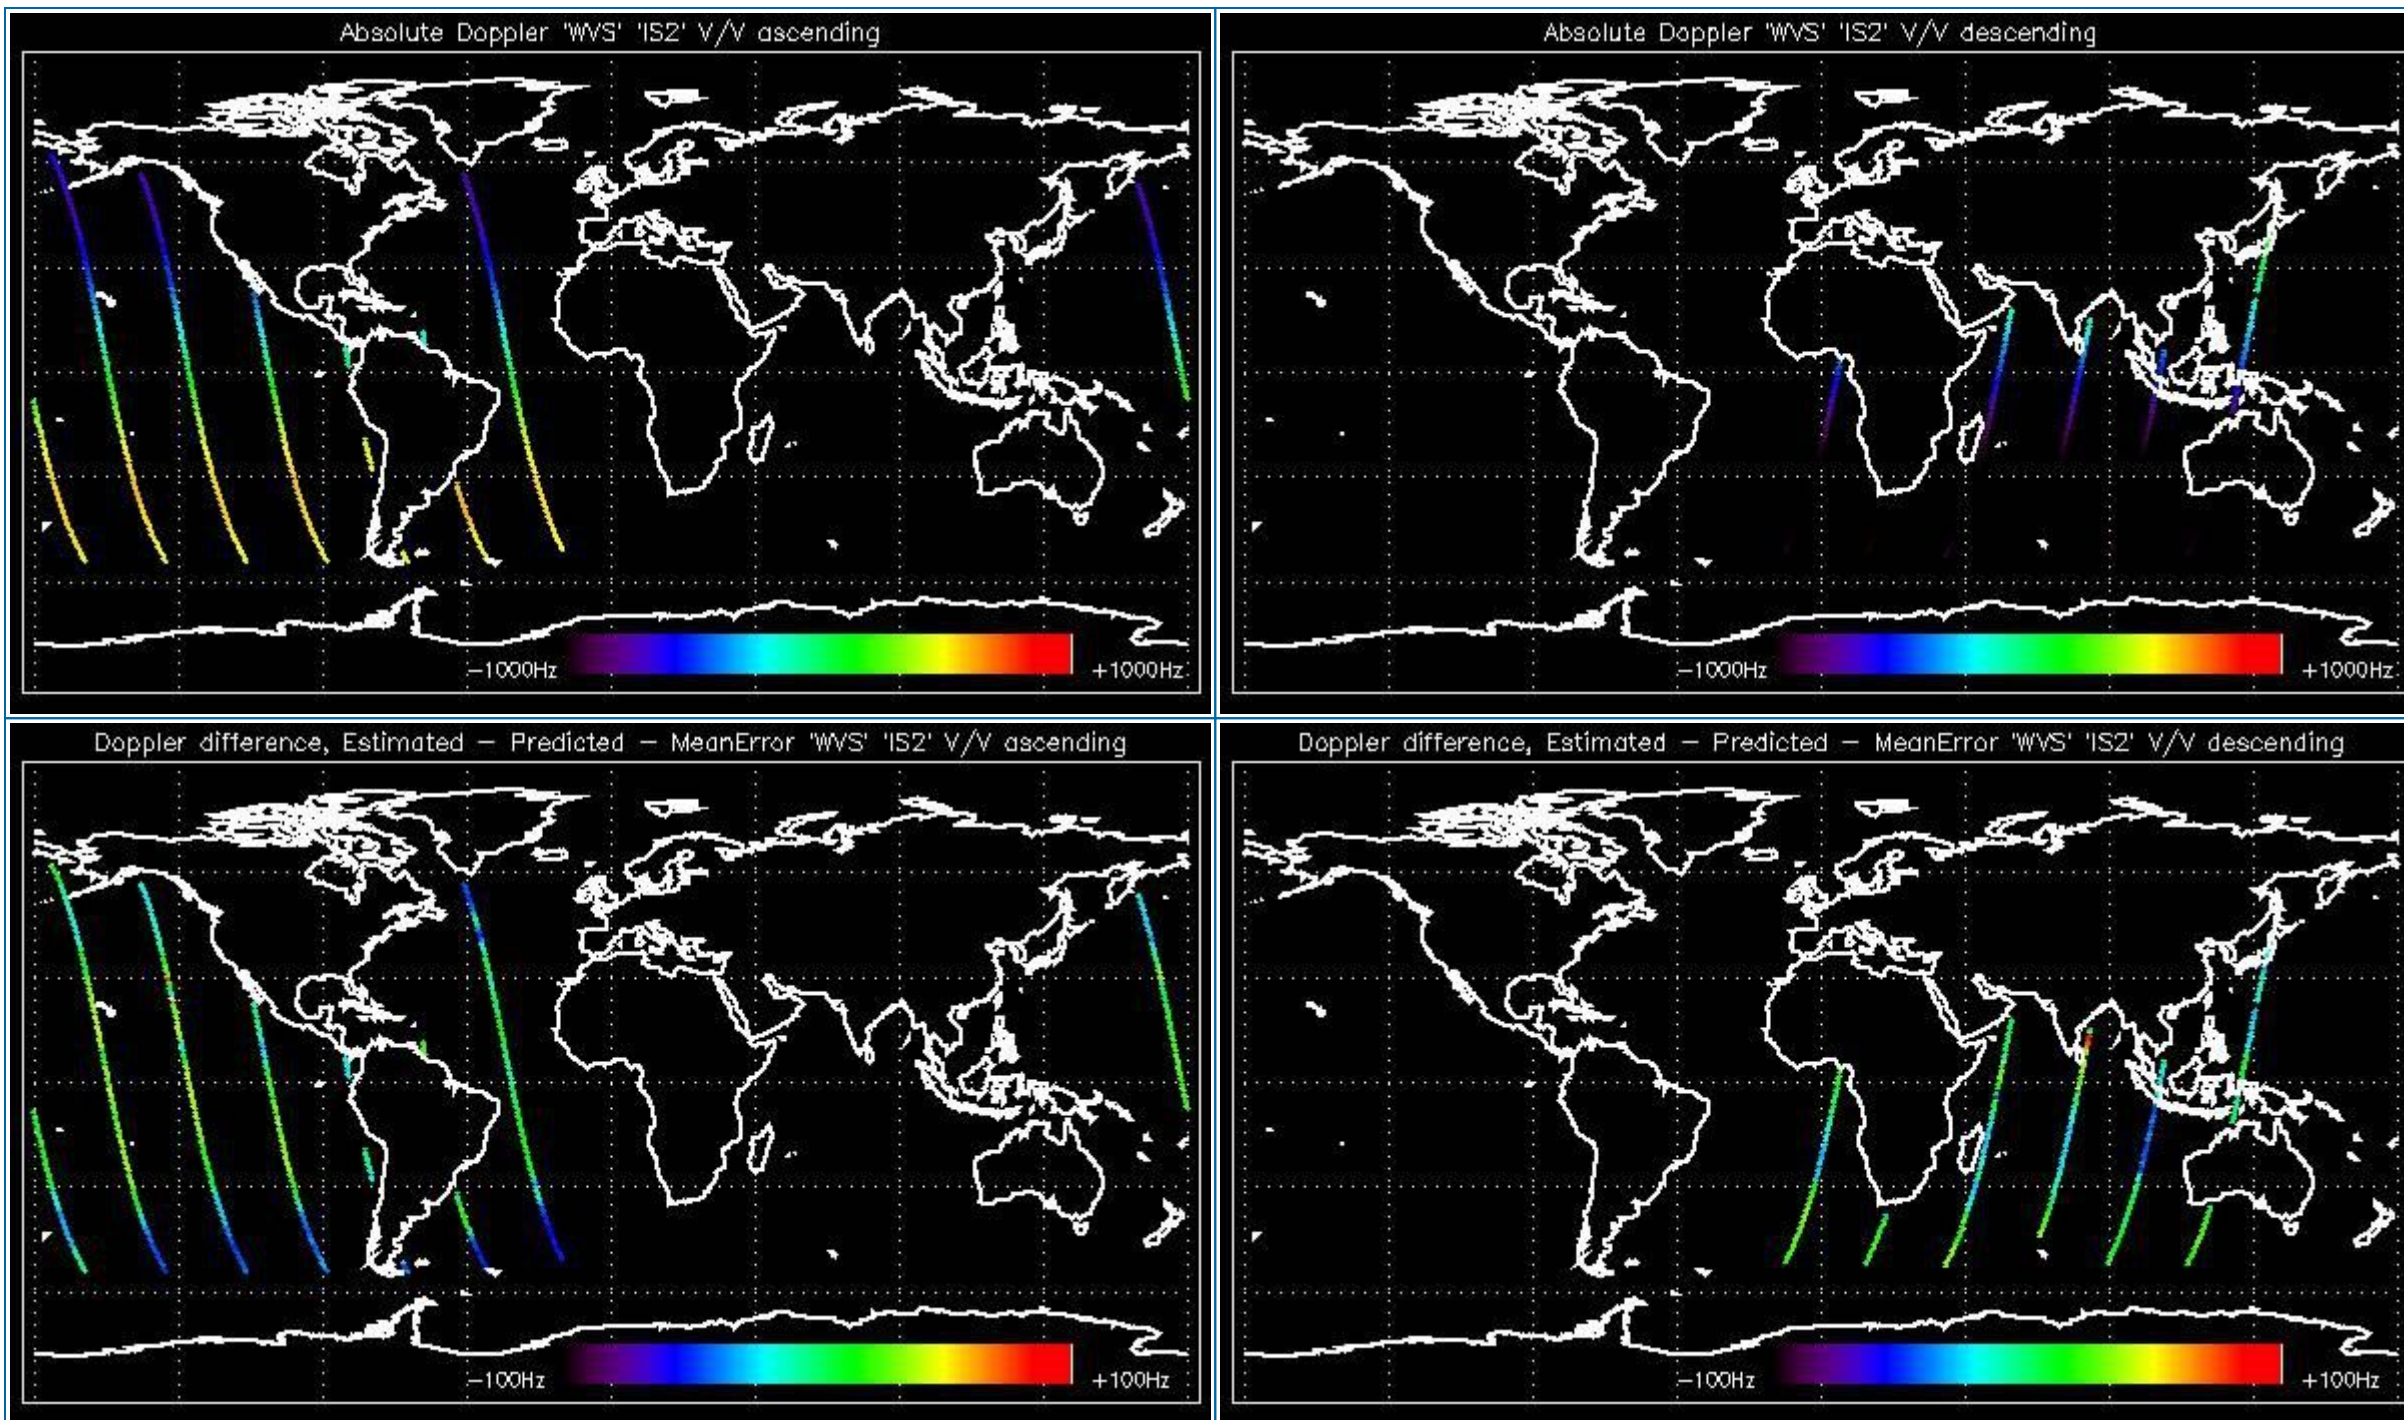 Absolute Doppler 'WVS' 'IS2' V/V ascending
-1000Hz
+1000Hz
Absolute Doppler 'WVS' 'IS2' V/V descending
-1000Hz
+1000Hz
Doppler difference, Estimated - Predicted - MeanError 'WVS' 'IS2' V/V ascending
-100Hz
+100Hz
Doppler difference, Estimated - Predicted - MeanError 'WVS' 'IS2' V/V descending
-100Hz
+100Hz